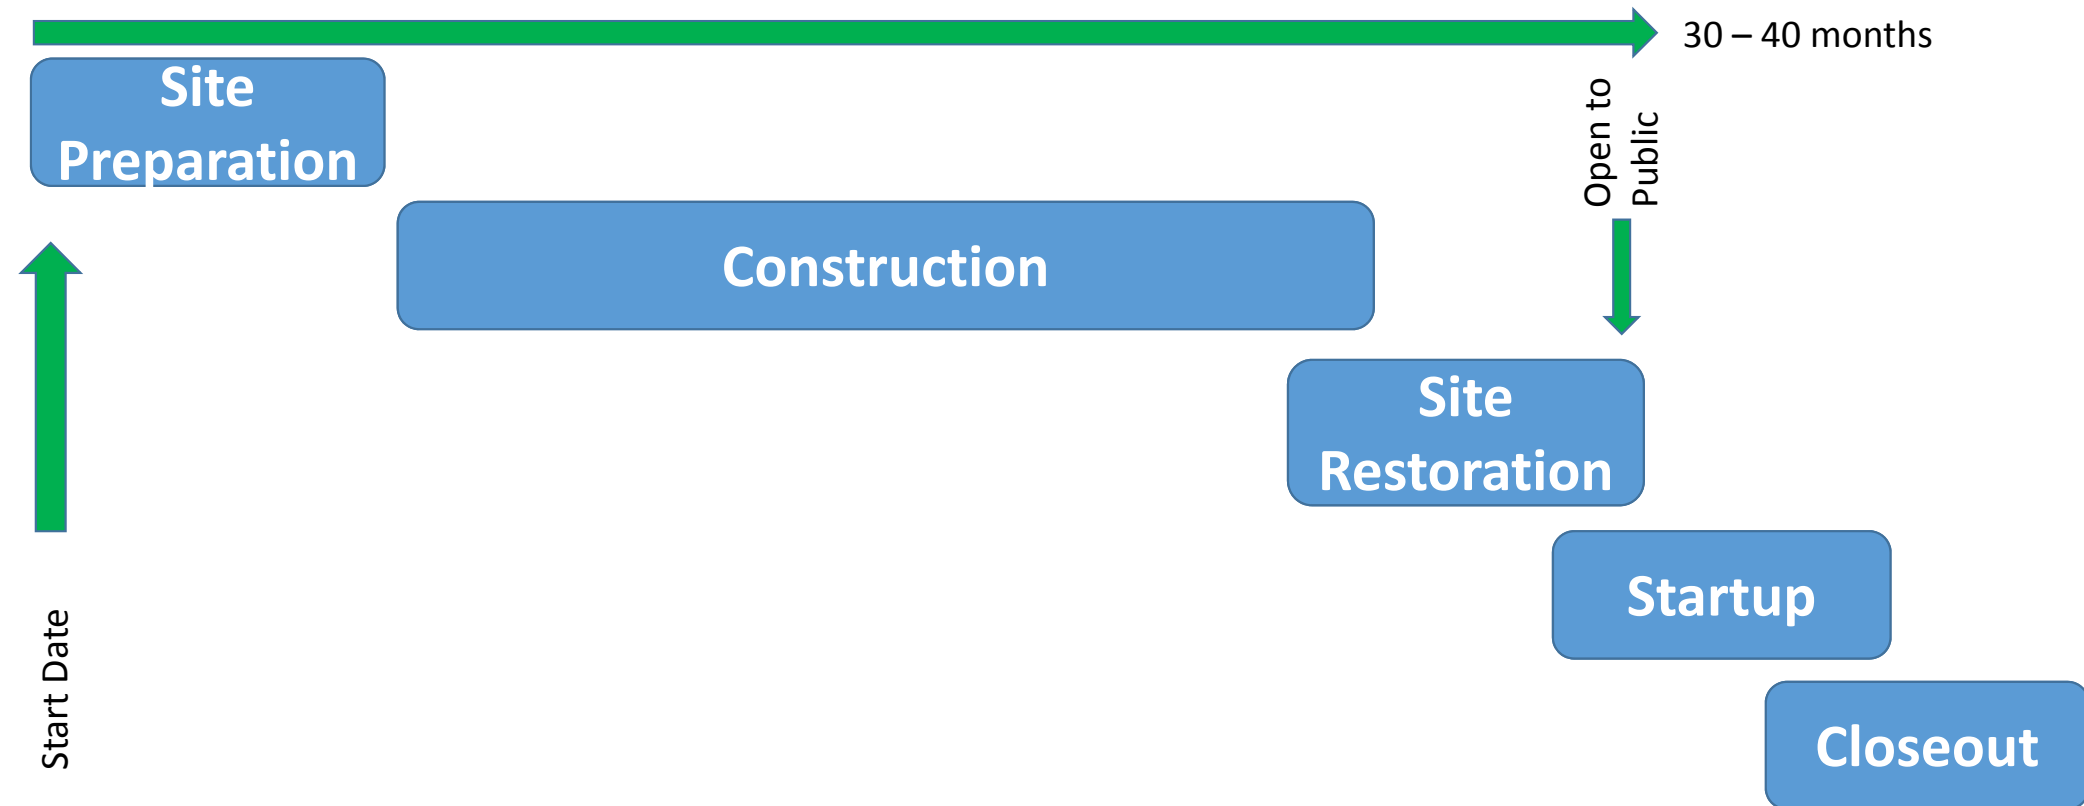 30 – 40 months
Site
Preparation
Open to
Public
Construction
Site
Restoration
Startup
Start Date
Closeout